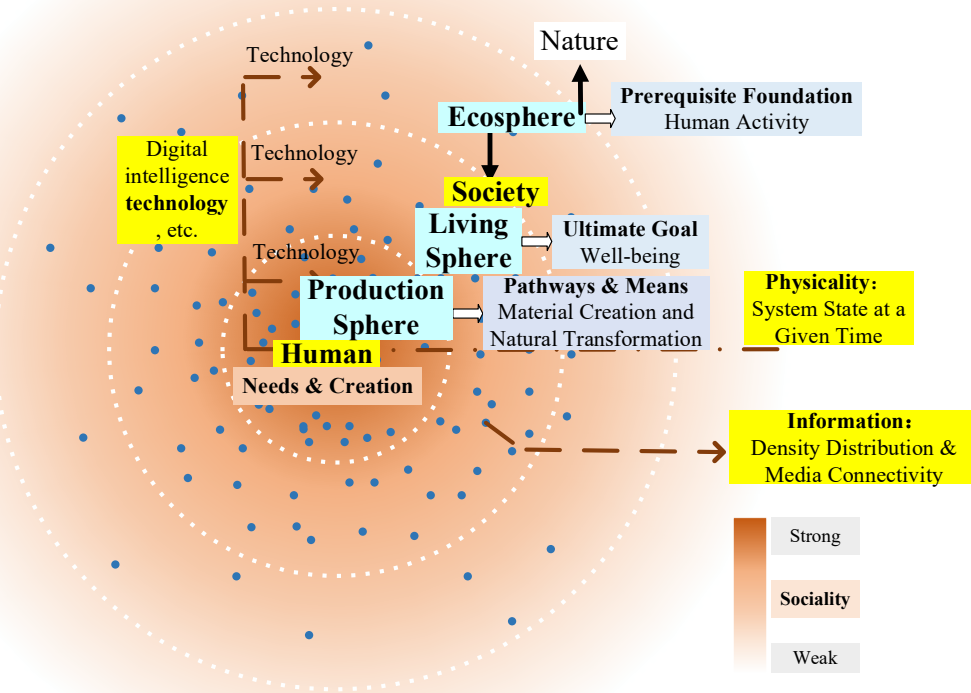 Nature
Technology
Ecosphere
Prerequisite Foundation
Human Activity
Digital
intelligence
technology
, etc.
Technology
Society
Living
Sphere
Ultimate Goal
Well-being
Technology
Production
Sphere
Pathways & Means
Material Creation and
Natural Transformation
Physicality：
System State at a
Given Time
Human
Needs & Creation
Information：
Density Distribution &
Media Connectivity
Strong
Sociality
Weak